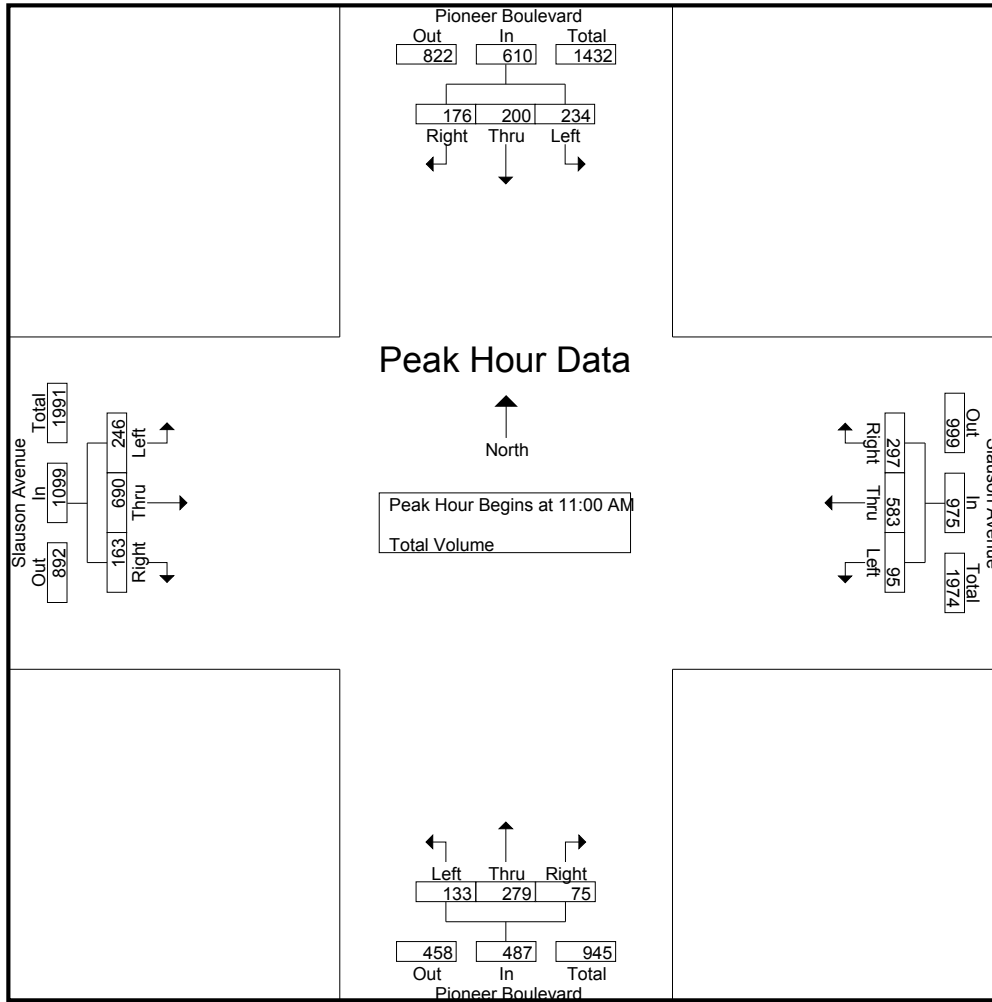 Pioneer Boulevard
Out In Total
822 610 1432
176 200 234
Right Thru Left
Peak Hour Data
North
Peak Hour Begins at 11:00 AM
Total Volume
Slauson Avenue
Out In Total
892 1099 1991
163 690 246
Right Thru Left
Slauson Avenue
Out In Total
999 975 1974
297 583 95
Right Thru Left
Left Thru Right
133 279 75
458 487 945
Out In Total
Pioneer Boulevard